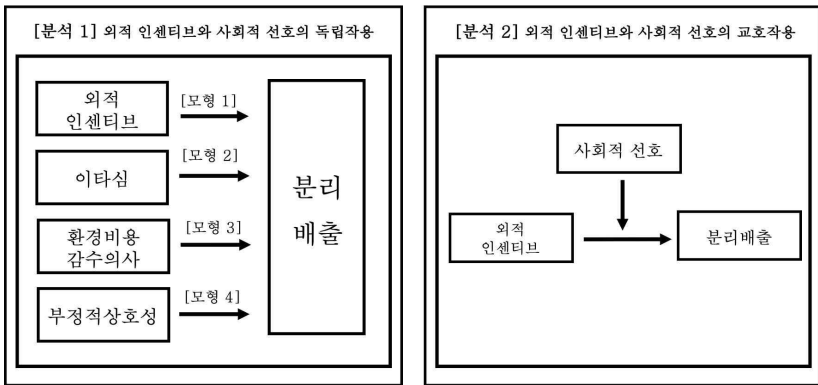 [분석 1] 외적 인센티브와 사회적 선호의 독립작용
외적
인센티브
[모형 1]
이타심
[모형 2]
환경비용
감수의사
[모형 3]
부정적상호성
[모형 4]
분리
배출
[분석 2] 외적 인센티브와 사회적 선호의 교호작용
사회적 선호
외적
인센티브
분리배출